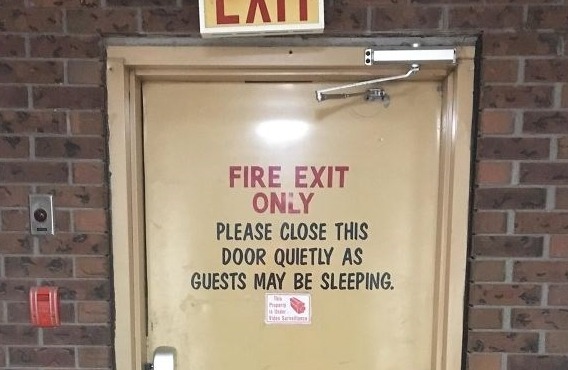 EXIT
FIRE EXIT
ONLY
PLEASE CLOSE THIS
DOOR QUIETLY AS
GUESTS MAY BE SLEEPING.
This
Property
is Under
Video Surveillance